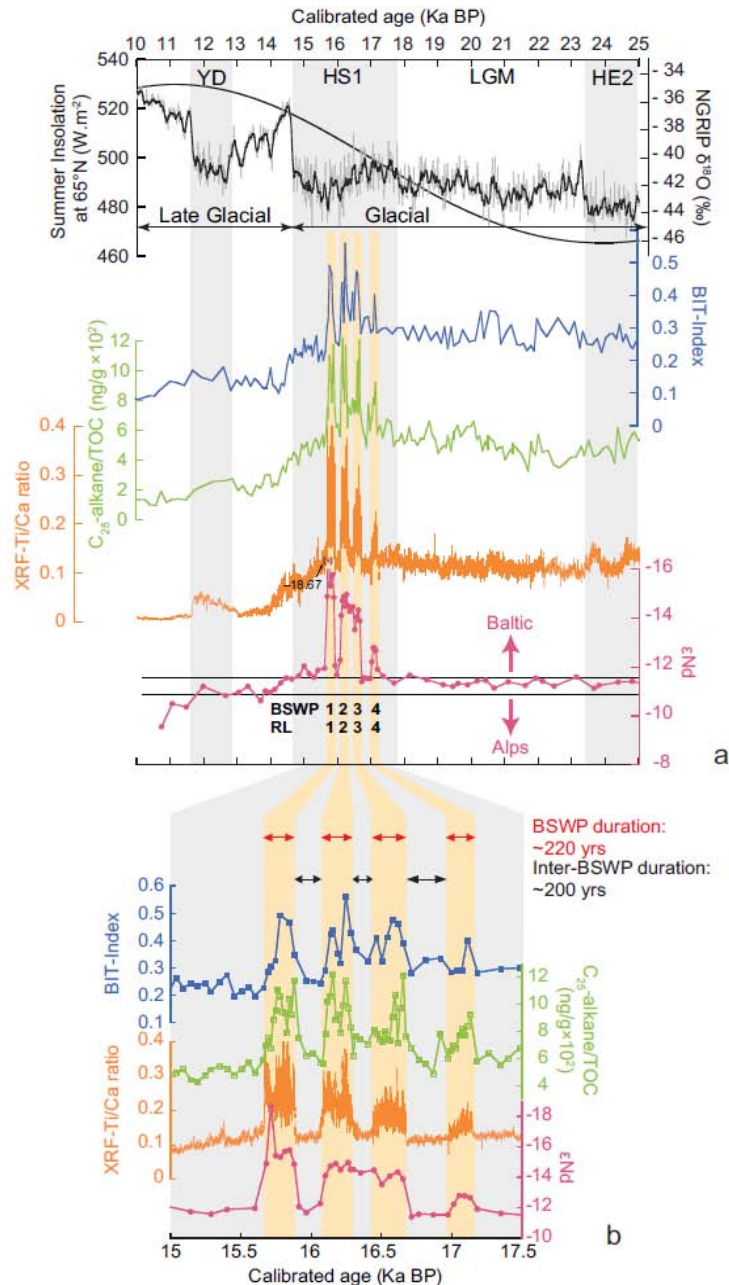 Calibrated age (Ka BP)
10 11 12 13 14 15 16 17 18 19 20 21 22 23 24 25
YD HS1 LGM HE2
Summer Insolation
at 65°N (W.m⁻²)
540
520
500
480
460
NGRIP δ¹⁸O (‰)
- 34
- 36
- 38
- 40
- 42
- 44
- 46
Late Glacial Glacial
BIT-Index
0.5
0.4
0.3
0.2
0.1
0
C₂₅-alkane/TOC (ng/g × 10²)
12
10
8
6
4
2
0
XRF-Ti/Ca ratio
0.4
0.3
0.2
0.1
0
-18.67
εNd
-16
-14
-12
-10
-8
Baltic
Alps
BSWP 1 2 3 4
RL 1 2 3 4
a
BSWP duration:
~220 yrs
Inter-BSWP duration:
~200 yrs
BIT-Index
0.6
0.5
0.4
0.3
0.1
C₂₅-alkane/TOC
(ng/g×10²)
12
10
8
6
4
XRF-Ti/Ca ratio
0.4
0.3
0.2
0.1
0
εNd
-18
-16
-14
-12
-10
b
15 15.5 16 16.5 17 17.5
Calibrated age (Ka BP)